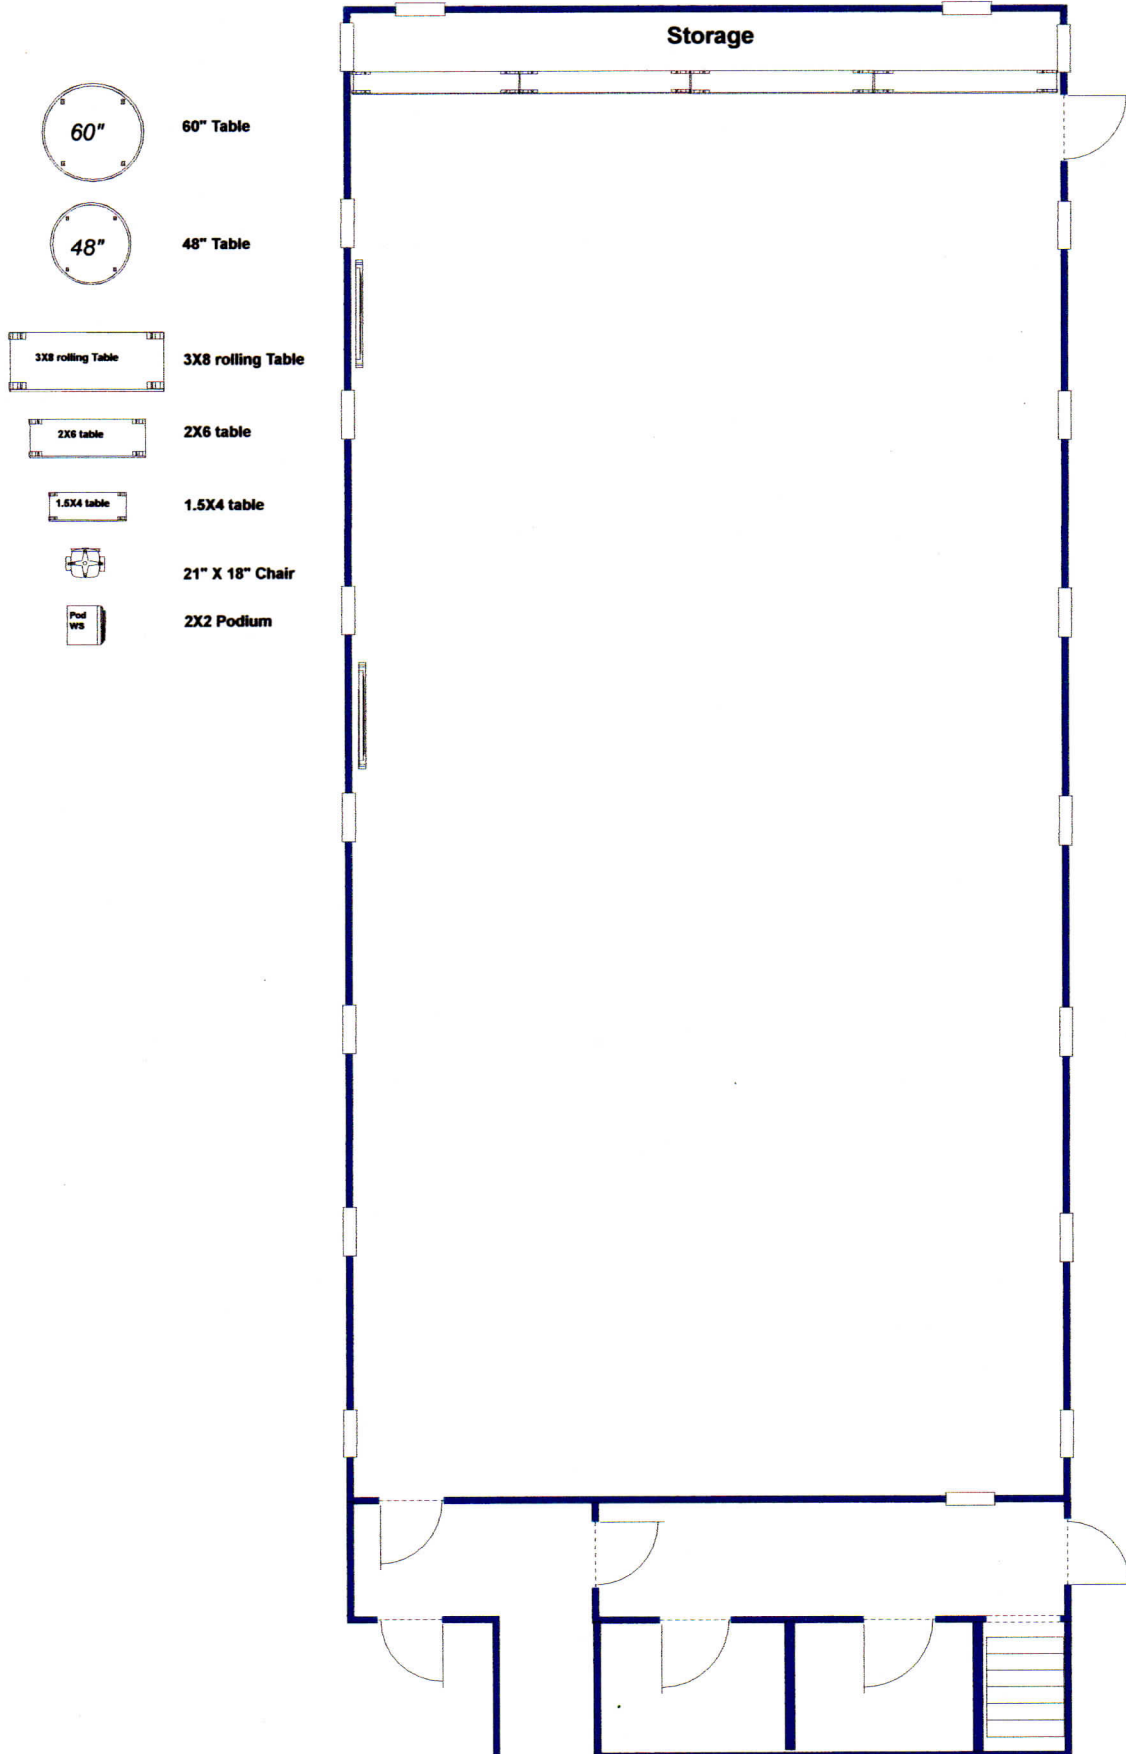 Storage
60"
60" Table
48"
48" Table
3X8 rolling Table
3X8 rolling Table
2X6 table
2X6 table
1.5X4 table
1.5X4 table
21" X 18" Chair
Pod
WS
2X2 Podium